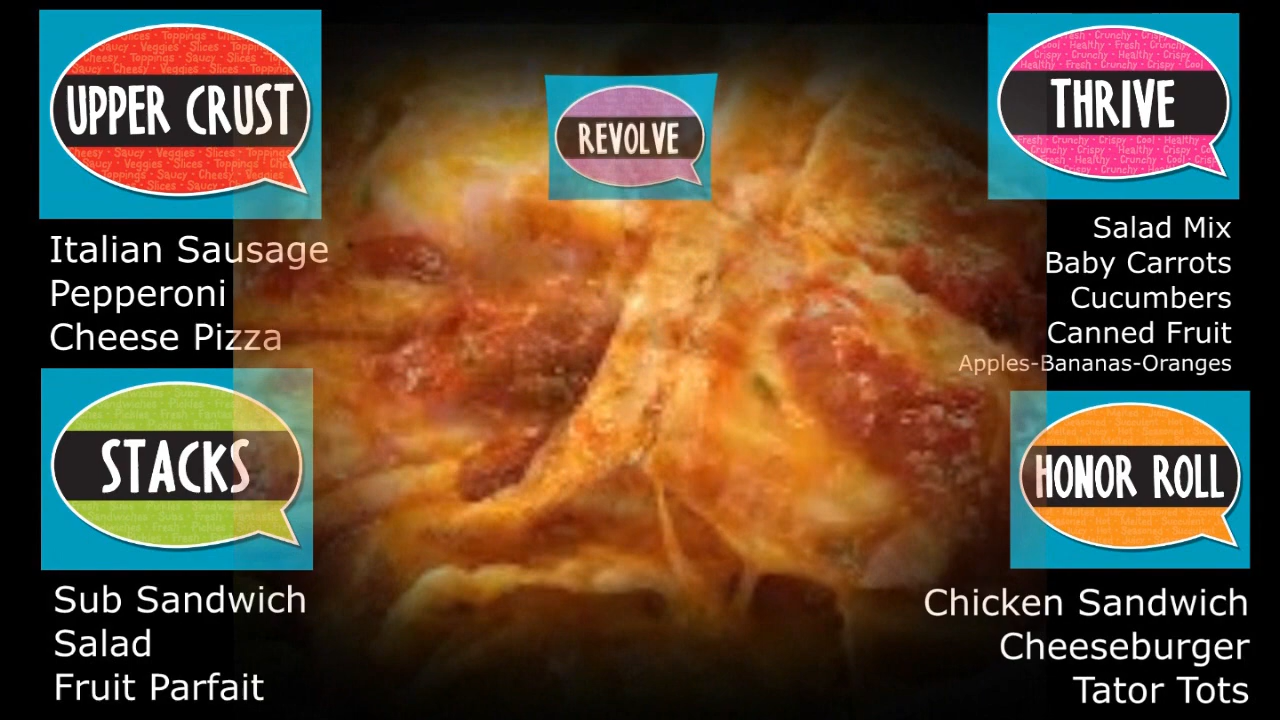 UPPER CRUST
Italian Sausage
Pepperoni
Cheese Pizza
STACKS
Sub Sandwich
Salad
Fruit Parfait
REVOLVE
THRIVE
Salad Mix
Baby Carrots
Cucumbers
Canned Fruit
Apples-Bananas-Oranges
HONOR ROLL
Chicken Sandwich
Cheeseburger
Tator Tots